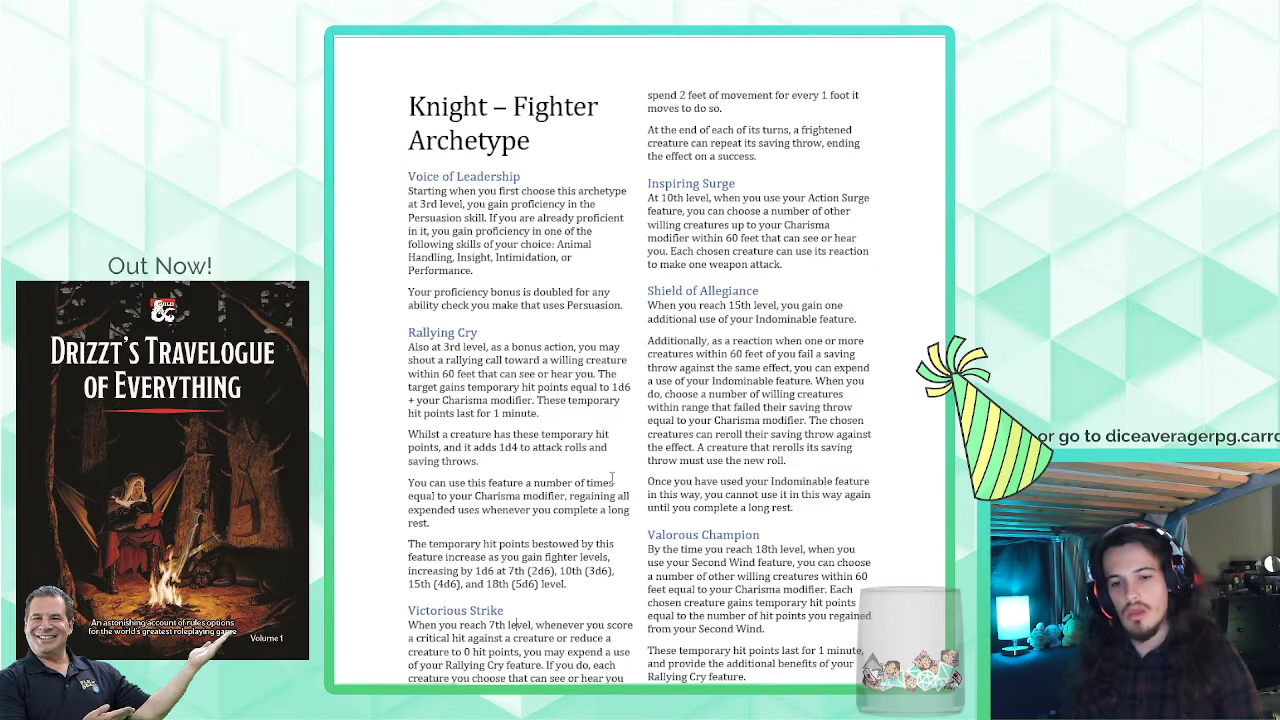 Out Now!
DRIZZT'S TRAVELOGUE
OF EVERYTHING
An astonishing account of rules options
for the world's greatest roleplaying game
Volume 1
Knight – Fighter
Archetype
Voice of Leadership
Starting when you first choose this archetype
at 3rd level, you gain proficiency in the
Persuasion skill. If you are already proficient
in it, you gain proficiency in one of the
following skills of your choice: Animal
Handling, Insight, Intimidation, or
Performance.
Your proficiency bonus is doubled for any
ability check you make that uses Persuasion.
Rallying Cry
Also at 3rd level, as a bonus action, you may
shout a rallying call toward a willing creature
within 60 feet that can see or hear you. The
target gains temporary hit points equal to 1d6
+ your Charisma modifier. These temporary
hit points last for 1 minute.
Whilst a creature has these temporary hit
points, and it adds 1d4 to attack rolls and
saving throws.
You can use this feature a number of times
equal to your Charisma modifier, regaining all
expended uses whenever you complete a long
rest.
The temporary hit points bestowed by this
feature increase as you gain fighter levels,
increasing by 1d6 at 7th (2d6), 10th (3d6),
15th (4d6), and 18th (5d6) level.
Victorious Strike
When you reach 7th level, whenever you score
a critical hit against a creature or reduce a
creature to 0 hit points, you may expend a use
of your Rallying Cry feature. If you do, each
creature you choose that can see or hear you
spend 2 feet of movement for every 1 foot it
moves to do so.
At the end of each of its turns, a frightened
creature can repeat its saving throw, ending
the effect on a success.
Inspiring Surge
At 10th level, when you use your Action Surge
feature, you can choose a number of other
willing creatures up to your Charisma
modifier within 60 feet that can see or hear
you. Each chosen creature can use its reaction
to make one weapon attack.
Shield of Allegiance
When you reach 15th level, you gain one
additional use of your Indominable feature.
Additionally, as a reaction when one or more
creatures within 60 feet of you fail a saving
throw against the same effect, you can expend
a use of your Indominable feature. When you
do, choose a number of willing creatures
within range that failed their saving throw
equal to your Charisma modifier. The chosen
creatures can reroll their saving throw against
the effect. A creature that rerolls its saving
throw must use the new roll.
Once you have used your Indominable feature
in this way, you cannot use it in this way again
until you complete a long rest.
Valorous Champion
By the time you reach 18th level, when you
use your Second Wind feature, you can choose
a number of other willing creatures within 60
feet equal to your Charisma modifier. Each
chosen creature gains temporary hit points
equal to the number of hit points you regained
from your Second Wind.
These temporary hit points last for 1 minute,
and provide the additional benefits of your
Rallying Cry feature.
or go to diceaveragerpg.carro